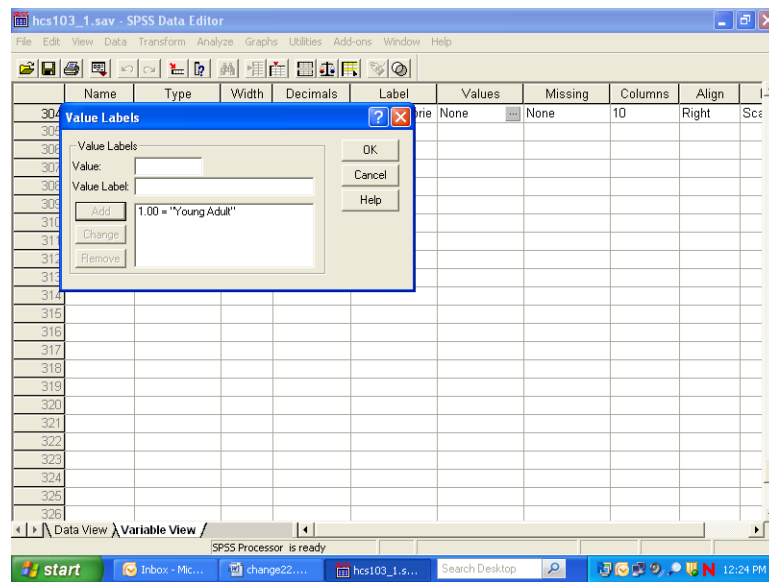 hcs103_1.sav - SPSS Data Editor
File Edit View Data Transform Analyze Graphs Utilities Add-ons Window Help
Name Type Width Decimals Label Values Missing Columns Align
304 Value Labels orie None ... None 10 Right Sca
305
306 Value Labels OK
307 Value: Cancel
308 Value Label: Help
309 Add 1.00 = "Young Adult"
310 Change
311
312 Remove
313
314
315
316
317
318
319
320
321
322
323
324
325
326
Data View Variable View
SPSS Processor is ready
start Inbox - Mic... change22.... hcs103_1.s... Search Desktop N 12:24 PM